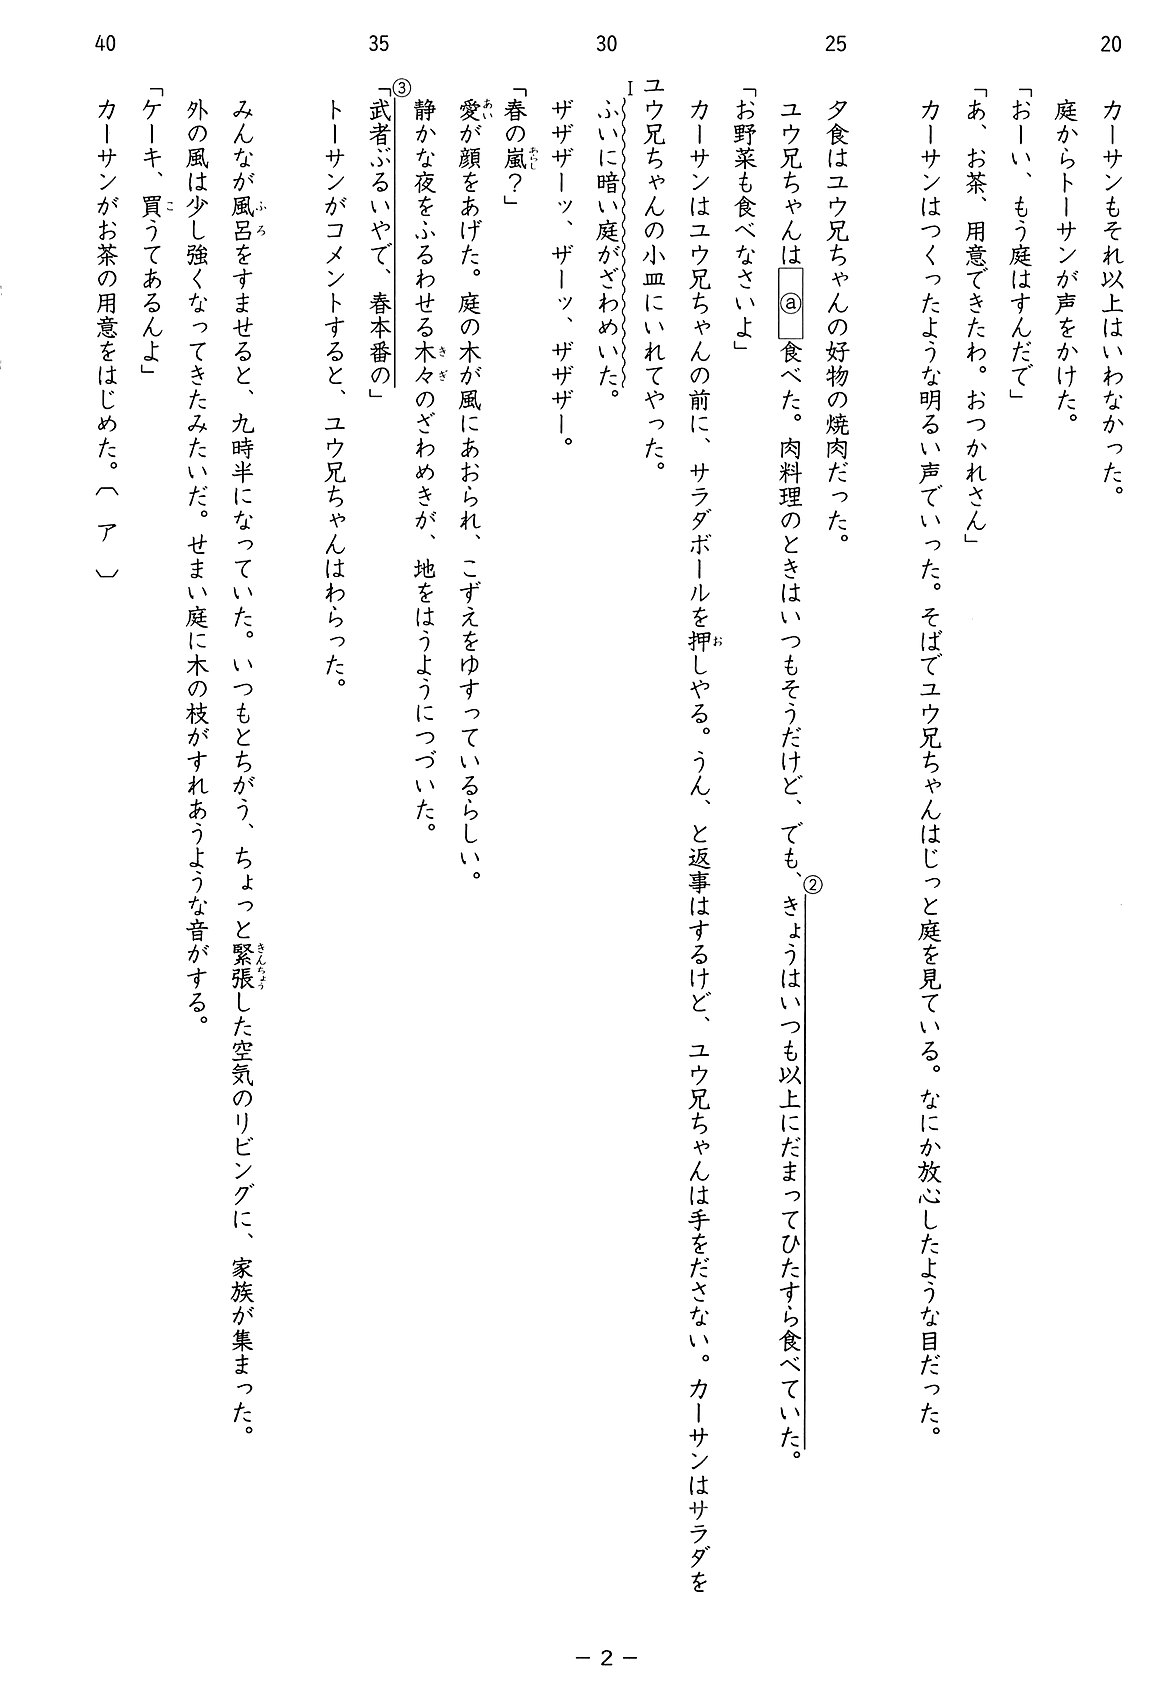 20
カーサンもそれ以上はいわなかった。
庭からトーサンが声をかけた。
「おーい、もう庭はすんだで」
「あ、お茶、用意できたわ。おつかれさん」
カーサンはつくったような明るい声でいった。そばでユウ兄ちゃんはじっと庭を見ている。なにか放心したような目だった。
25
夕食はユウ兄ちゃんの好物の焼肉だった。
ユウ兄ちゃんはⓐ食べた。肉料理のときはいつもそうだけど、でも、②きょうはいつも以上にだまってひたすら食べていた。
「お野菜も食べなさいよ」
カーサンはユウ兄ちゃんの前に、サラダボールを押しやる。うん、と返事はするけど、ユウ兄ちゃんは手をださない。カーサンはサラダを
お
ユウ兄ちゃんの小皿にいれてやった。
30
Ⅰふいに暗い庭がざわめいた。
ザザザーッ、ザーッ、ザザザー。
「春の嵐？」
あらし
愛が顔をあげた。庭の木が風にあおられ、こずえをゆすっているらしい。
あい
静かな夜をふるわせる木々のざわめきが、地をはうようにつづいた。
きぎ
35
③「武者ぶるいやで、春本番の」
トーサンがコメントすると、ユウ兄ちゃんはわらった。
みんなが風呂をすませると、九時半になっていた。いつもとちがう、ちょっと緊張した空気のリビングに、家族が集まった。
ふろ
きんちょう
外の風は少し強くなってきたみたいだ。せまい庭に木の枝がすれあうような音がする。
「ケーキ、買うてあるんよ」
こ
40
カーサンがお茶の用意をはじめた。〔　ア　〕
― 2 ―